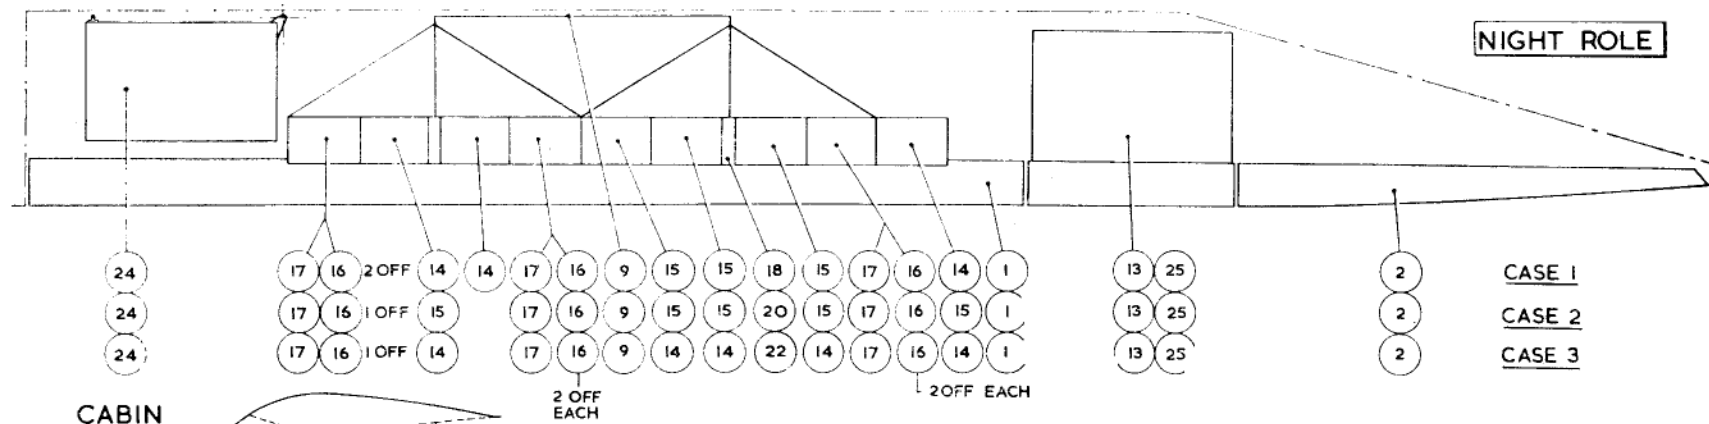 NIGHT ROLE
24 17 16 2 OFF 14 14 17 16 9 15 15 18 15 17 16 14 1 13 25 2 CASE 1
24 17 16 1 OFF 15 17 16 9 15 15 20 15 17 16 15 1 13 25 2 CASE 2
24 17 16 1 OFF 14 17 16 9 14 14 22 14 17 16 14 1 13 25 2 CASE 3
2 OFF
EACH
2 OFF EACH
CABIN